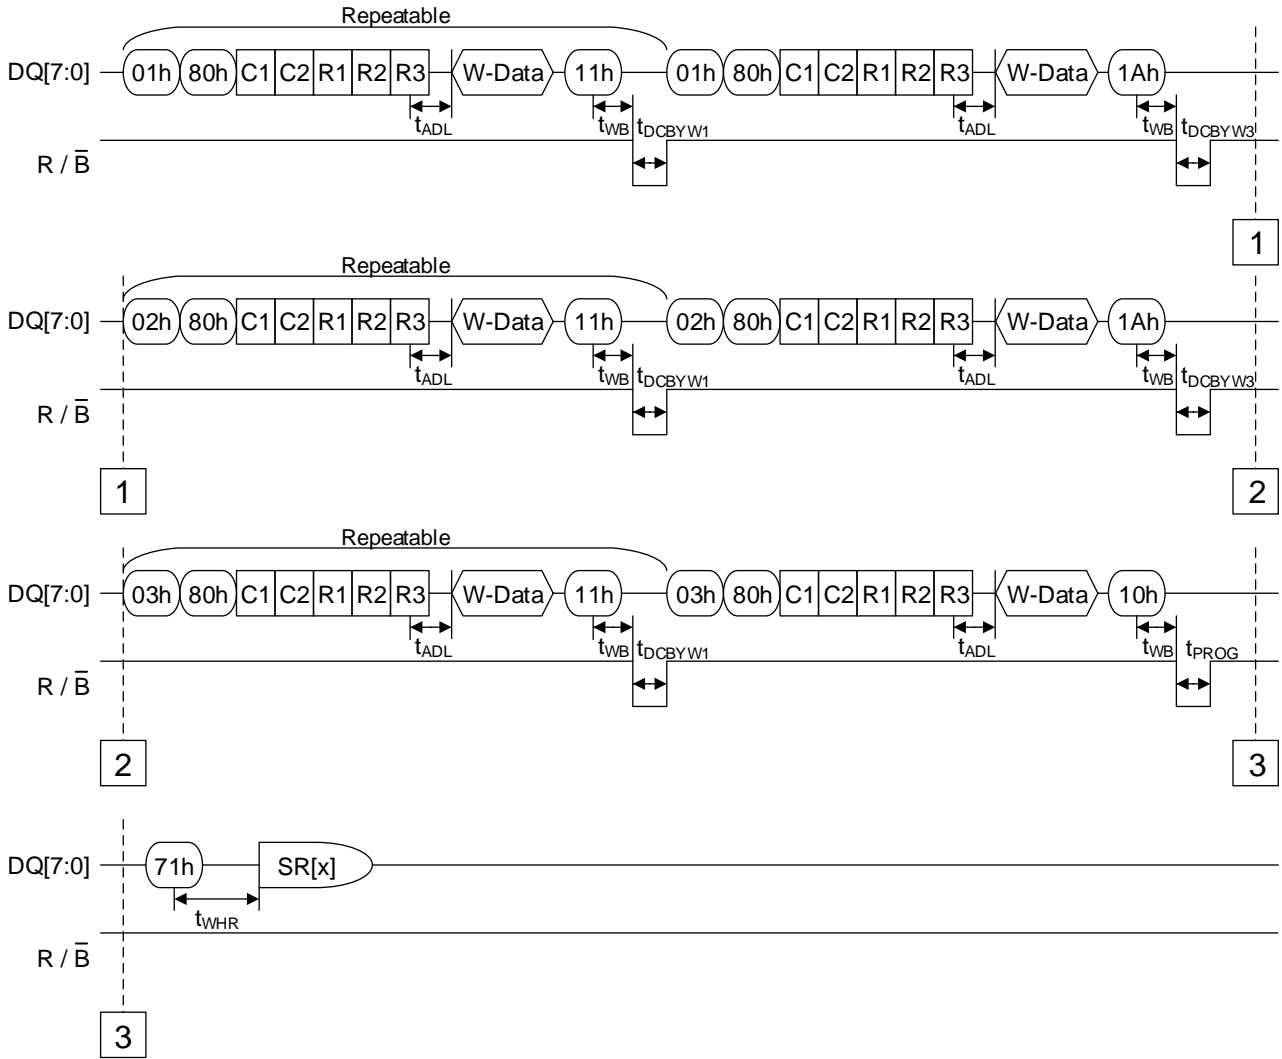 Repeatable
DQ[7:0] 01h 80h C1 C2 R1 R2 R3 W-Data 11h 01h 80h C1 C2 R1 R2 R3 W-Data 1Ah
tADL tWB tDCBYW1 tADL tWB tDCBYW3
R / B̅
1
Repeatable
DQ[7:0] 02h 80h C1 C2 R1 R2 R3 W-Data 11h 02h 80h C1 C2 R1 R2 R3 W-Data 1Ah
tADL tWB tDCBYW1 tADL tWB tDCBYW3
R / B̅
1 2
Repeatable
DQ[7:0] 03h 80h C1 C2 R1 R2 R3 W-Data 11h 03h 80h C1 C2 R1 R2 R3 W-Data 10h
tADL tWB tDCBYW1 tADL tWB tPROG
R / B̅
2 3
DQ[7:0] 71h SR[x]
tWHR
R / B̅
3